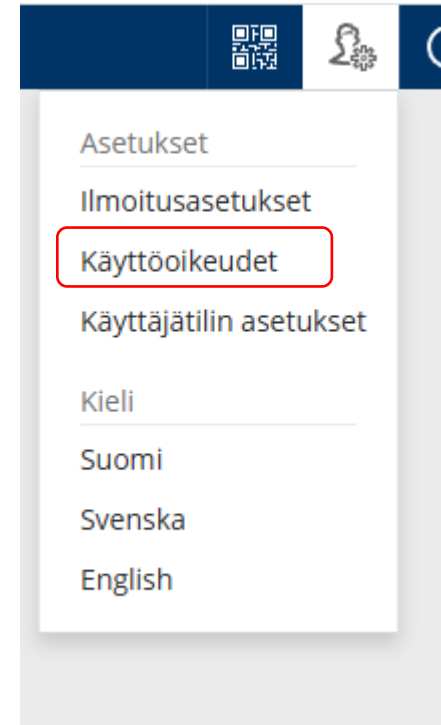 Asetukset
Ilmoitusasetukset
Käyttöoikeudet
Käyttäjätilin asetukset
Kieli
Suomi
Svenska
English